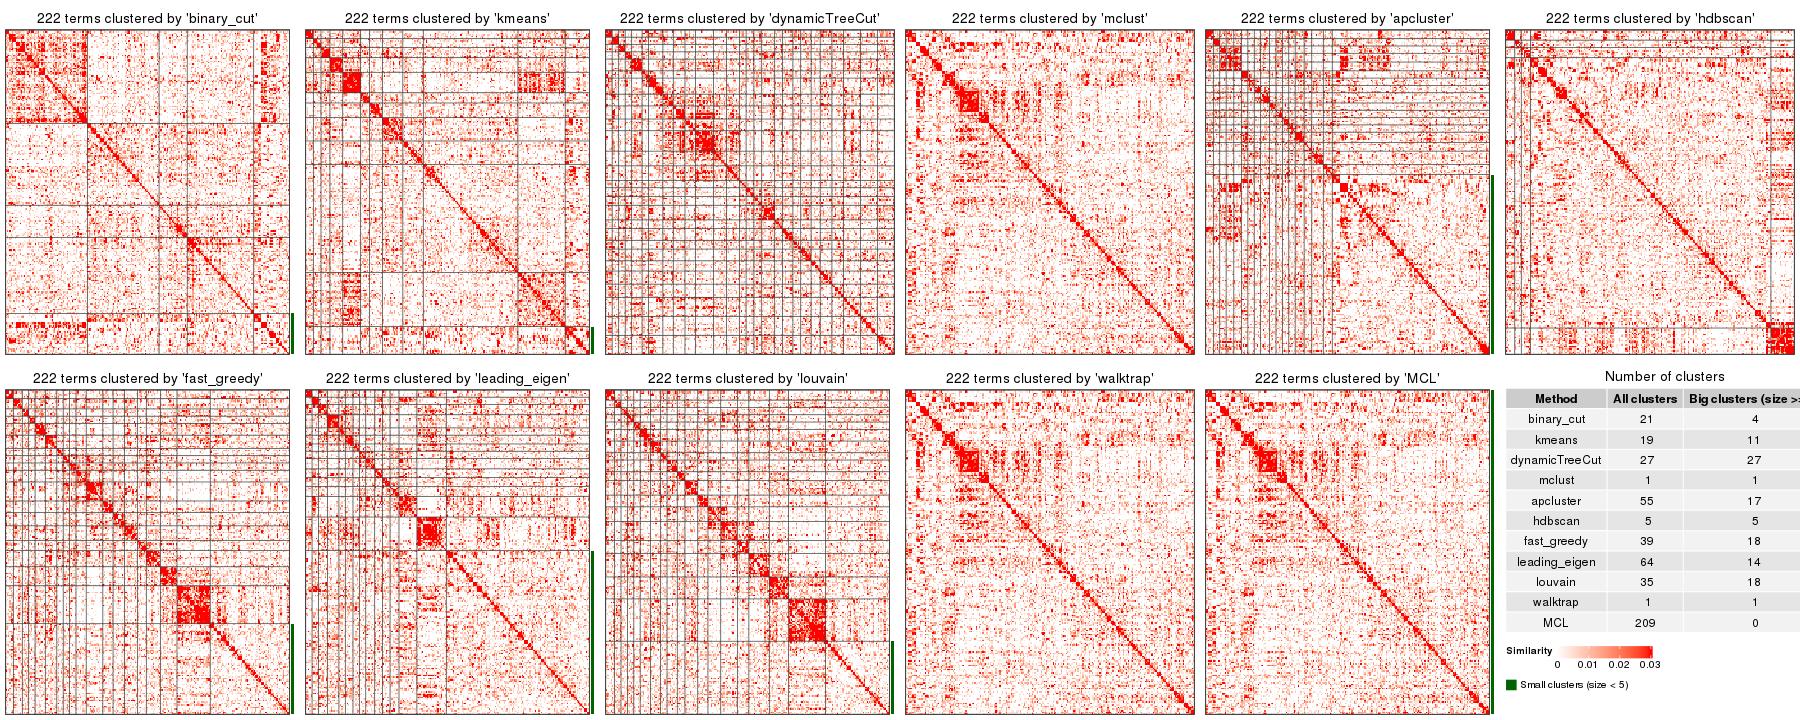 222 terms clustered by 'binary_cut'
222 terms clustered by 'kmeans'
222 terms clustered by 'dynamicTreeCut'
222 terms clustered by 'mclust'
222 terms clustered by 'apcluster'
222 terms clustered by 'hdbscan'
222 terms clustered by 'fast_greedy'
222 terms clustered by 'leading_eigen'
222 terms clustered by 'louvain'
222 terms clustered by 'walktrap'
222 terms clustered by 'MCL'
Number of clusters
Method All clusters Big clusters (size >
binary_cut 21 4
kmeans 19 11
dynamicTreeCut 27 27
mclust 1 1
apcluster 55 17
hdbscan 5 5
fast_greedy 39 18
leading_eigen 64 14
louvain 35 18
walktrap 1 1
MCL 209 0
Similarity
0 0.01 0.02 0.03
Small clusters (size < 5)